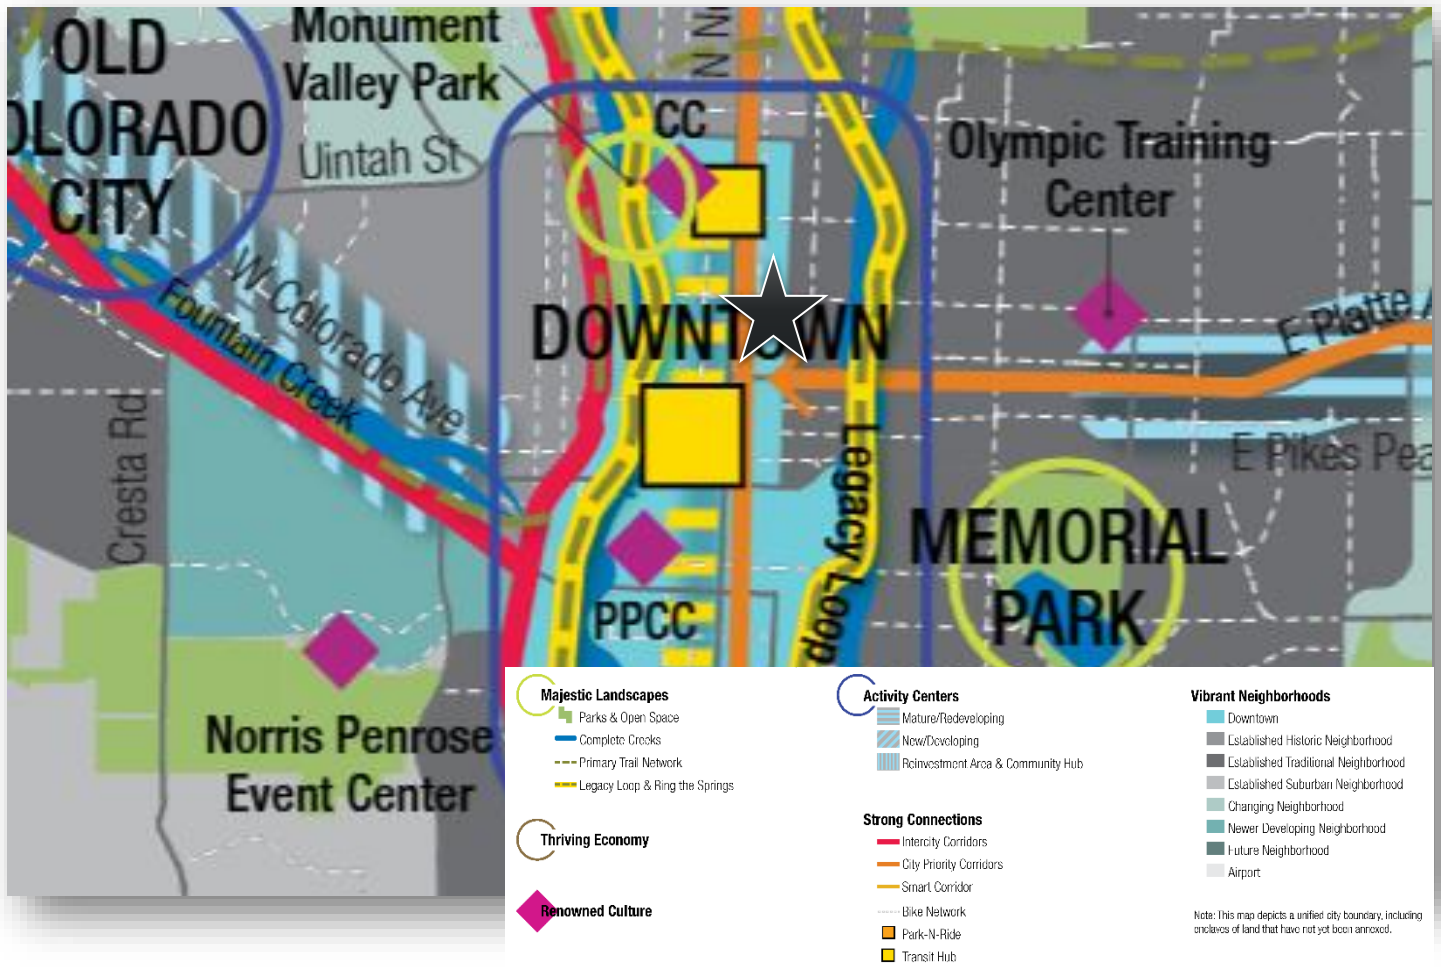 OLD
OLORADO
CITY
Monument
Valley Park
Uintah St
N N
CC
Olympic Training
Center
W Colorado Ave
Fountain Creek
DOWNTOWN
E Platte A
Cresta Rd
E Pikes Pea
Legacy Loop
MEMORIAL
PARK
PPCC
Norris Penrose
Event Center
Majestic Landscapes
Parks & Open Space
Complete Creeks
Primary Trail Network
Legacy Loop & Ring the Springs
Thriving Economy
Renowned Culture
Activity Centers
Mature/Redeveloping
New/Developing
Reinvestment Area & Community Hub
Strong Connections
Intercity Corridors
City Priority Corridors
Smart Corridor
Bike Network
Park-N-Ride
Transit Hub
Vibrant Neighborhoods
Downtown
Established Historic Neighborhood
Established Traditional Neighborhood
Established Suburban Neighborhood
Changing Neighborhood
Newer Developing Neighborhood
Future Neighborhood
Airport
Note: This map depicts a unified city boundary, including
enclaves of land that have not yet been annexed.